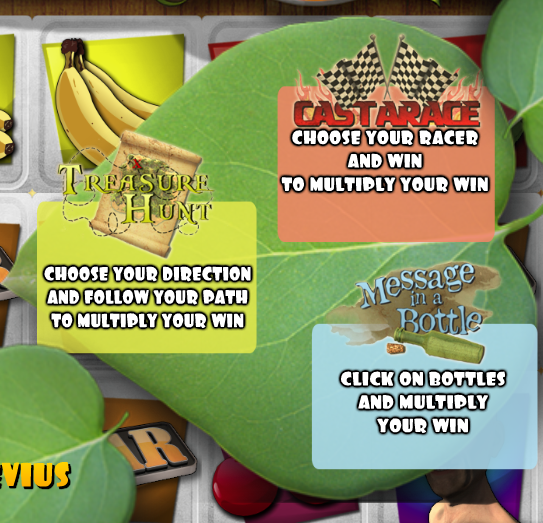 CASTARACE
CHOOSE YOUR RACER
AND WIN
TO MULTIPLY YOUR WIN
TREASURE
HUNT
CHOOSE YOUR DIRECTION
AND FOLLOW YOUR PATH
TO MULTIPLY YOUR WIN
Message
in a
Bottle
CLICK ON BOTTLES
AND MULTIPLY
YOUR WIN